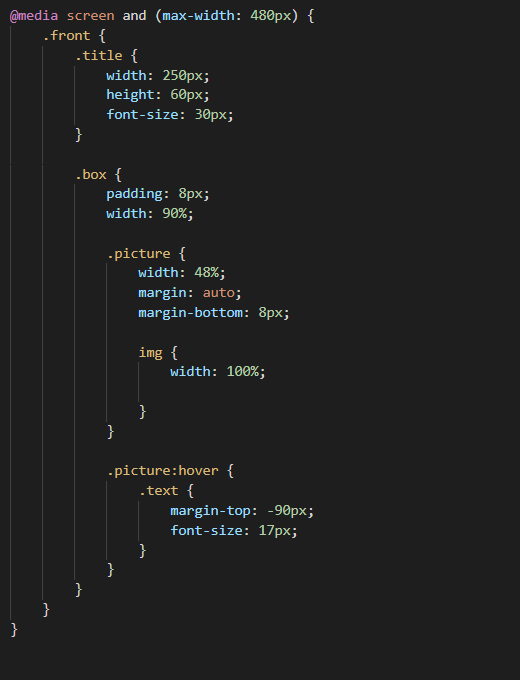 @media screen and (max-width: 480px) {
    .front {
        .title {
            width: 250px;
            height: 60px;
            font-size: 30px;
        }

        .box {
            padding: 8px;
            width: 90%;

            .picture {
                width: 48%;
                margin: auto;
                margin-bottom: 8px;

                img {
                    width: 100%;

                }
            }

            .picture:hover {
                .text {
                    margin-top: -90px;
                    font-size: 17px;
                }
            }
        }
    }
}